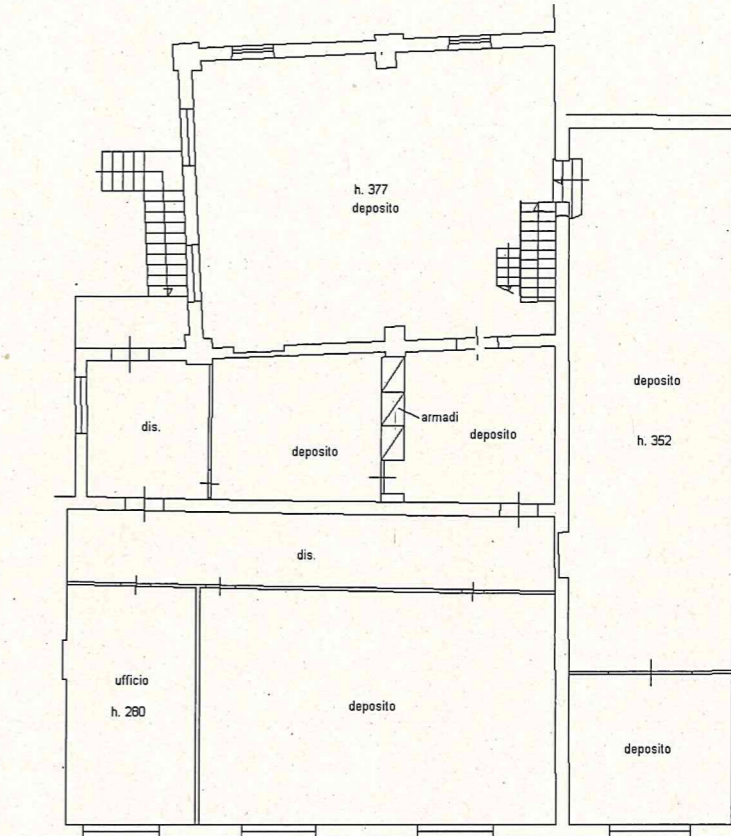 h. 377
deposito
deposito
h. 352
dis.
deposito
armadi
deposito
dis.
ufficio
h. 280
deposito
deposito